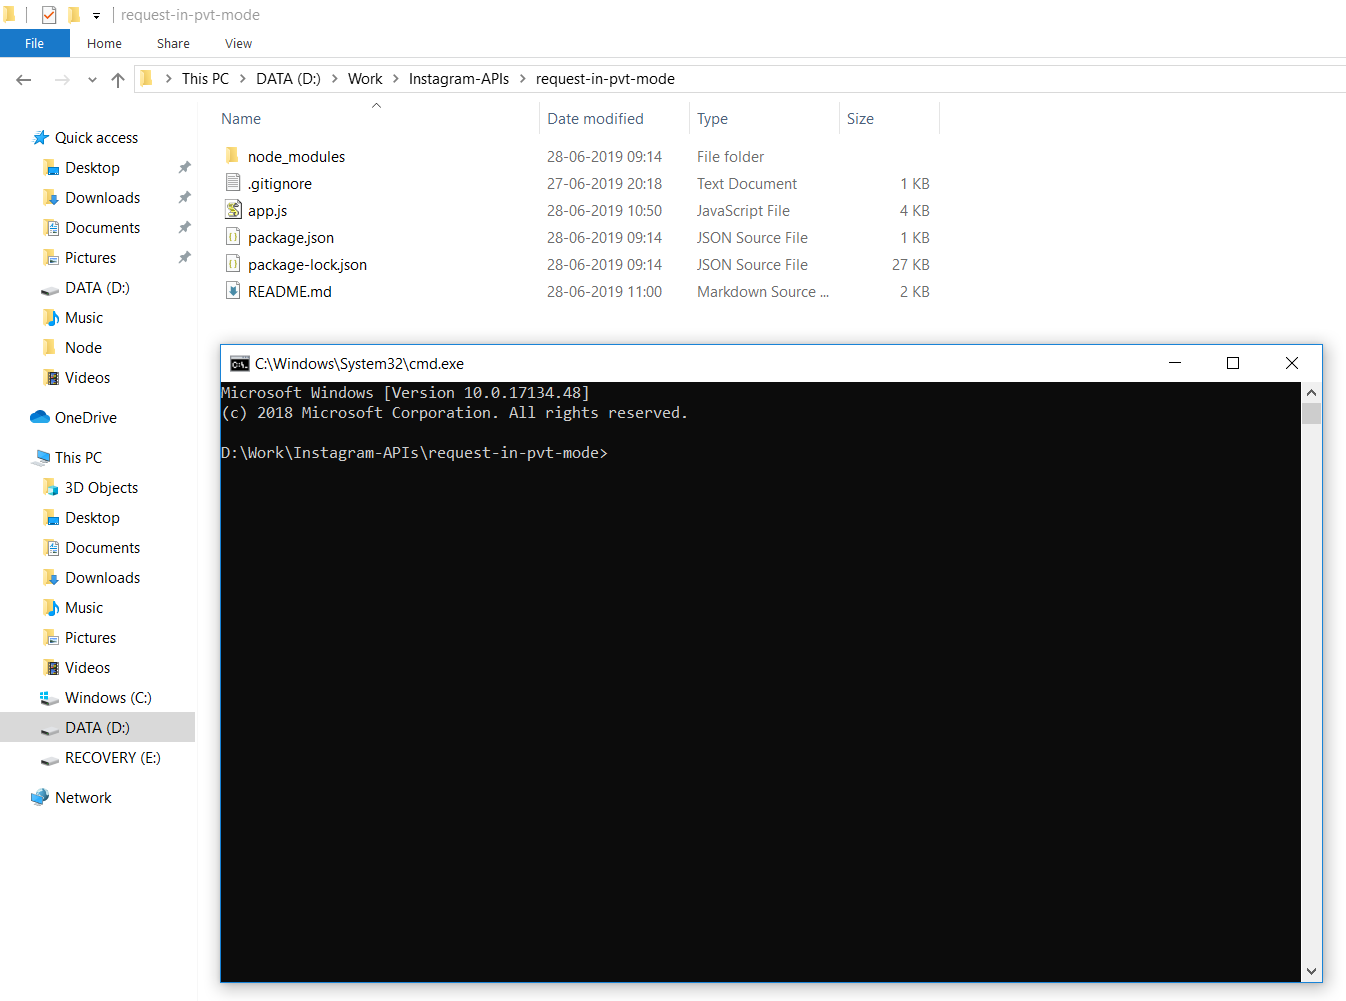 request-in-pvt-mode
File Home Share View
This PC DATA (D:) Work Instagram-APIs request-in-pvt-mode
Name Date modified Type Size
node_modules 28-06-2019 09:14 File folder
.gitignore 27-06-2019 20:18 Text Document 1 KB
app.js 28-06-2019 10:50 JavaScript File 4 KB
package.json 28-06-2019 09:14 JSON Source File 1 KB
package-lock.json 28-06-2019 09:14 JSON Source File 27 KB
README.md 28-06-2019 11:00 Markdown Source ... 2 KB
Quick access
Desktop
Downloads
Documents
Pictures
DATA (D:)
Music
Node
Videos
OneDrive
This PC
3D Objects
Desktop
Documents
Downloads
Music
Pictures
Videos
Windows (C:)
DATA (D:)
RECOVERY (E:)
Network
C:\Windows\System32\cmd.exe
Microsoft Windows [Version 10.0.17134.48]
(c) 2018 Microsoft Corporation. All rights reserved.
D:\Work\Instagram-APIs\request-in-pvt-mode>